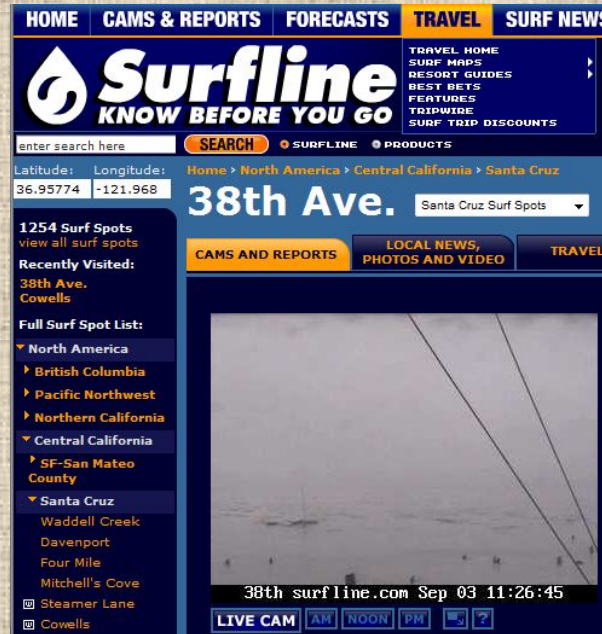 HOME CAMS & REPORTS FORECASTS TRAVEL SURF NEWS
Surfline
KNOW BEFORE YOU GO
TRAVEL HOME
SURF MAPS
RESORT GUIDES
BEST BETS
FEATURES
TRIPWIRE
SURF TRIP DISCOUNTS
enter search here SEARCH SURFLINE PRODUCTS
Latitude: Longitude:
36.95774 -121.968
Home > North America > Central California > Santa Cruz
38th Ave. Santa Cruz Surf Spots
1254 Surf Spots
view all surf spots
Recently Visited:
38th Ave.
Cowells
Full Surf Spot List:
North America
British Columbia
Pacific Northwest
Northern California
Central California
SF-San Mateo
County
Santa Cruz
Waddell Creek
Davenport
Four Mile
Mitchell's Cove
Steamer Lane
Cowells
CAMS AND REPORTS
LOCAL NEWS,
PHOTOS AND VIDEO
TRAVEL
38th surfline.com Sep 03 11:26:45
LIVE CAM AM NOON PM ?